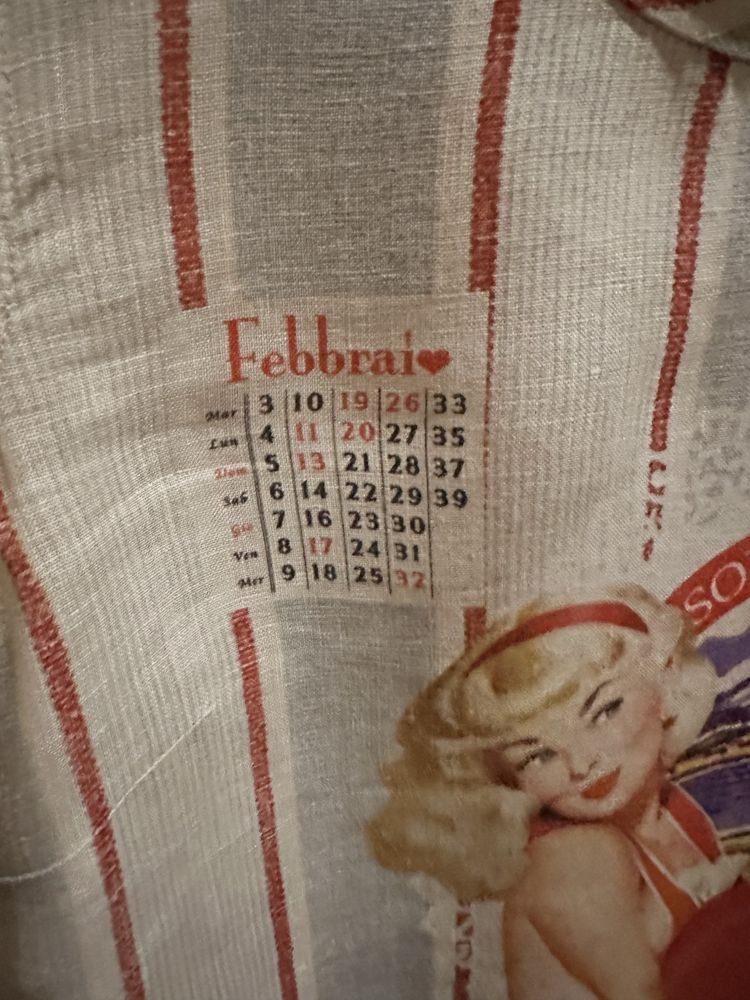 Febbrai♥
Mar 3 10 19 26 33
Lun 4 11 20 27 35
Dom 5 13 21 28 37
Sab 6 14 22 29 39
Gio 7 16 23 30
Ven 8 17 24 31
Mer 9 18 25 32
SO